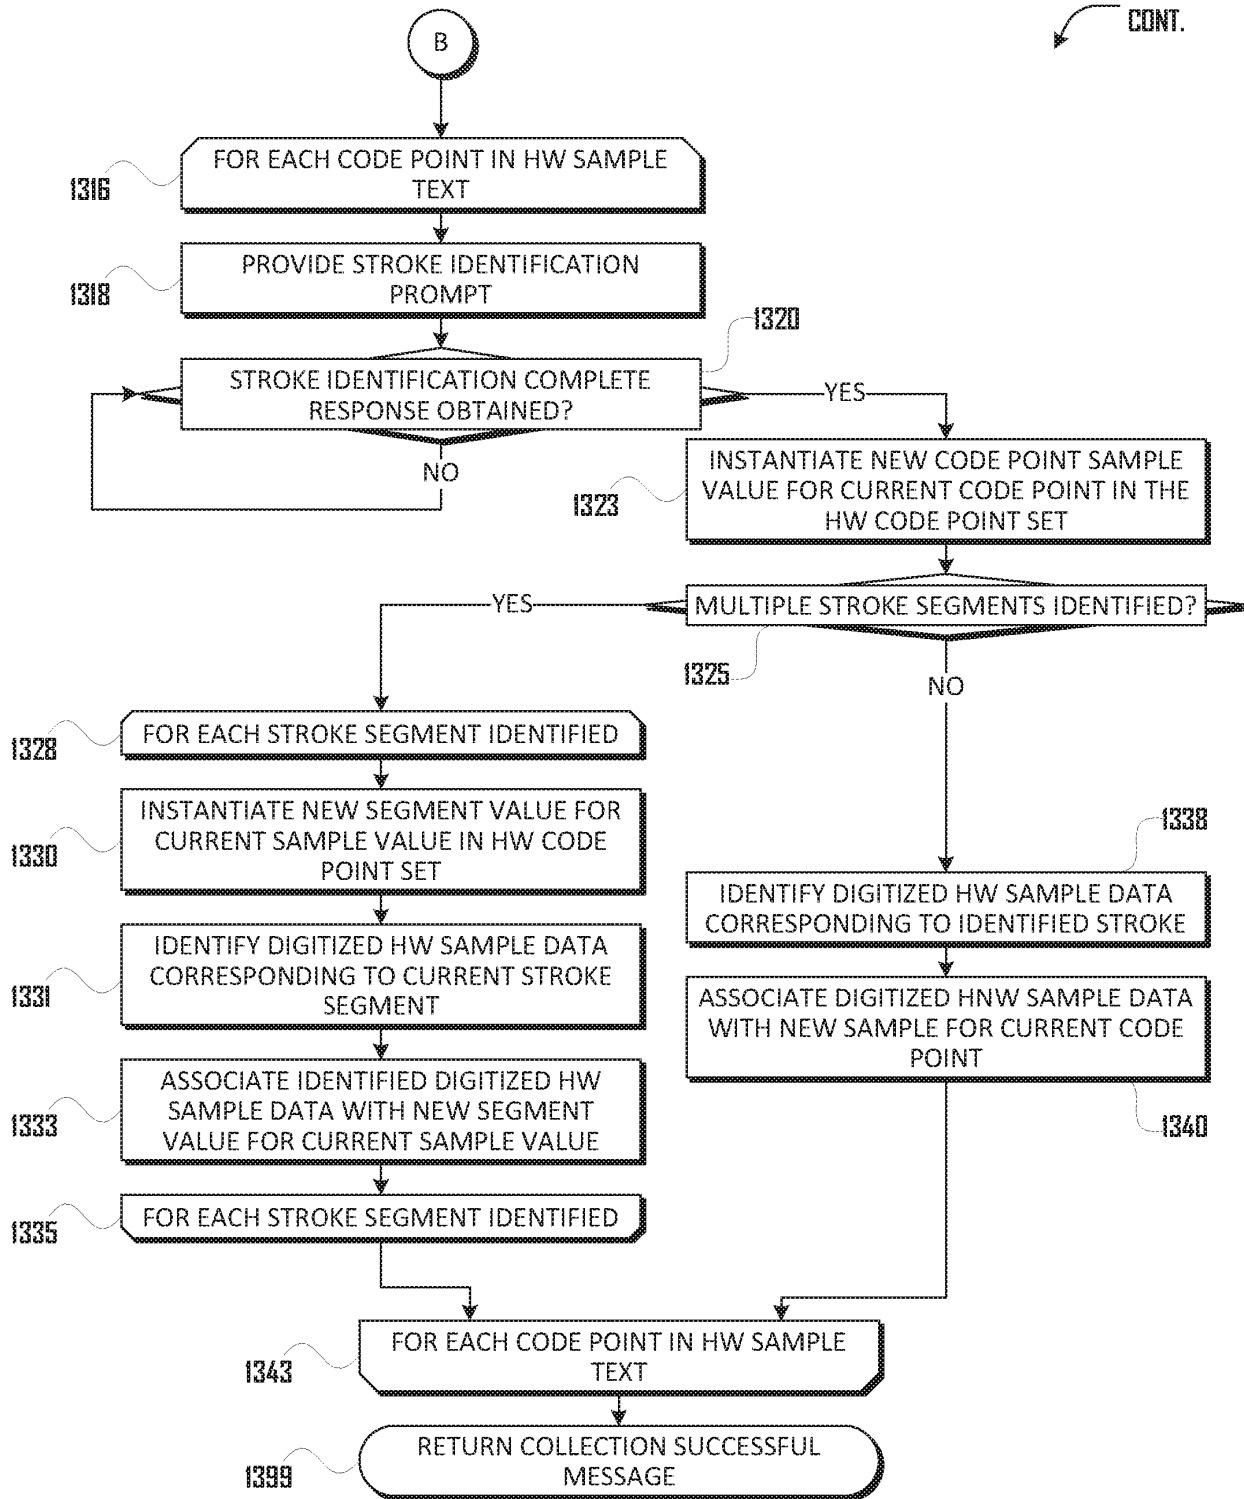 CONT.
B
FOR EACH CODE POINT IN HW SAMPLE
TEXT
1316
PROVIDE STROKE IDENTIFICATION
PROMPT
1318
1320
STROKE IDENTIFICATION COMPLETE
RESPONSE OBTAINED?
YES
NO
INSTANTIATE NEW CODE POINT SAMPLE
VALUE FOR CURRENT CODE POINT IN THE
HW CODE POINT SET
1323
MULTIPLE STROKE SEGMENTS IDENTIFIED?
YES
1325
NO
FOR EACH STROKE SEGMENT IDENTIFIED
1328
INSTANTIATE NEW SEGMENT VALUE FOR
CURRENT SAMPLE VALUE IN HW CODE
POINT SET
1330
IDENTIFY DIGITIZED HW SAMPLE DATA
CORRESPONDING TO CURRENT STROKE
SEGMENT
1331
ASSOCIATE IDENTIFIED DIGITIZED HW
SAMPLE DATA WITH NEW SEGMENT
VALUE FOR CURRENT SAMPLE VALUE
1333
FOR EACH STROKE SEGMENT IDENTIFIED
1335
1338
IDENTIFY DIGITIZED HW SAMPLE DATA
CORRESPONDING TO IDENTIFIED STROKE
ASSOCIATE DIGITIZED HNW SAMPLE DATA
WITH NEW SAMPLE FOR CURRENT CODE
POINT
1340
FOR EACH CODE POINT IN HW SAMPLE
TEXT
1343
RETURN COLLECTION SUCCESSFUL
MESSAGE
1399